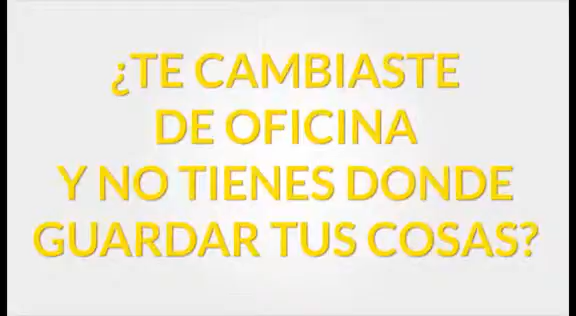 ¿TE CAMBIASTE
DE OFICINA
Y NO TIENES DONDE
GUARDAR TUS COSAS?